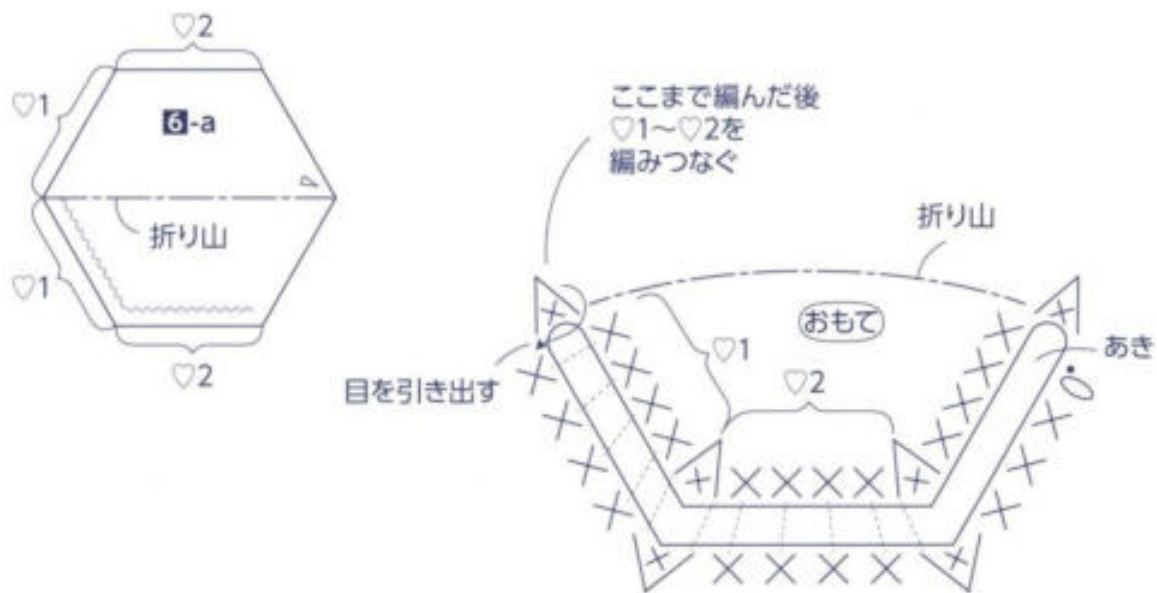 ♡2
♡1
6-a
折り山
♡1
♡2
ここまで編んだ後
♡1～♡2を
編みつなぐ
折り山
おもて
♡1
あき
♡2
目を引き出す